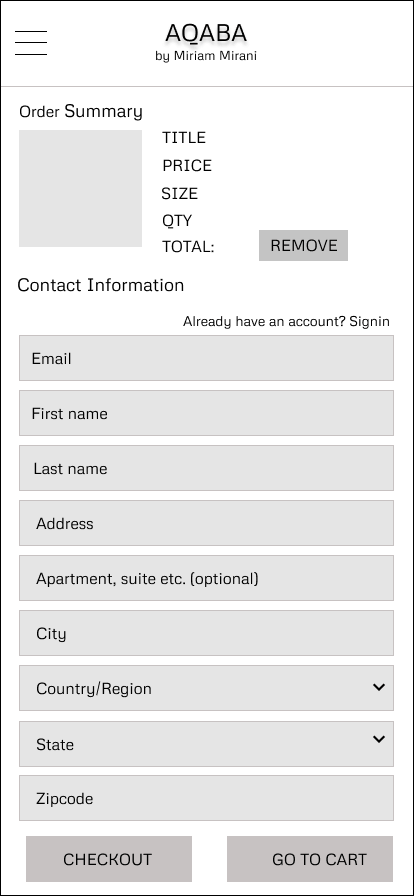 AQABA
by Miriam Mirani
Order Summary
TITLE
PRICE
SIZE
QTY
TOTAL:
REMOVE
Contact Information
Already have an account? Signin
Email
First name
Last name
Address
Apartment, suite etc. (optional)
City
Country/Region
State
Zipcode
CHECKOUT
GO TO CART